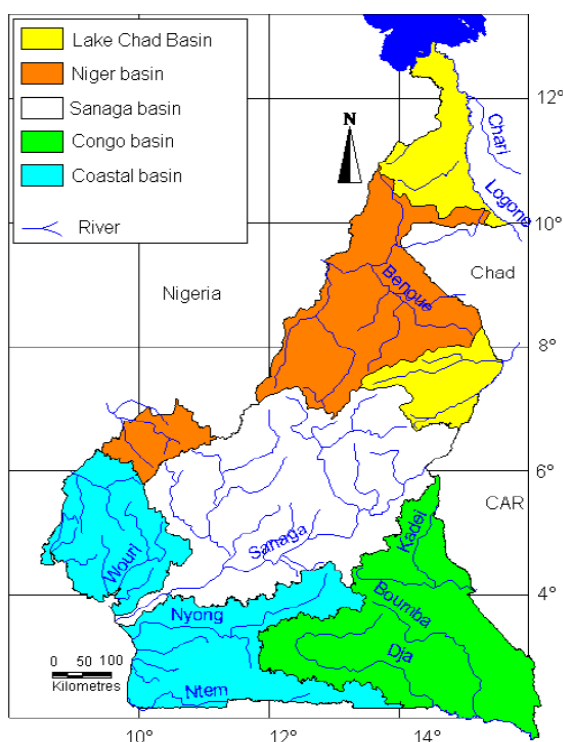 Lake Chad Basin
Niger basin
Sanaga basin
Congo basin
Coastal basin
River
N
12°
Chari
Logone
10°
Chad
Nigeria
Bengue
8°
6°
CAR
Kadei
Sanaga
Wouri
4°
Boumba
Nyong
Dja
0 50 100
Kilometres
Ntem
10°
12°
14°